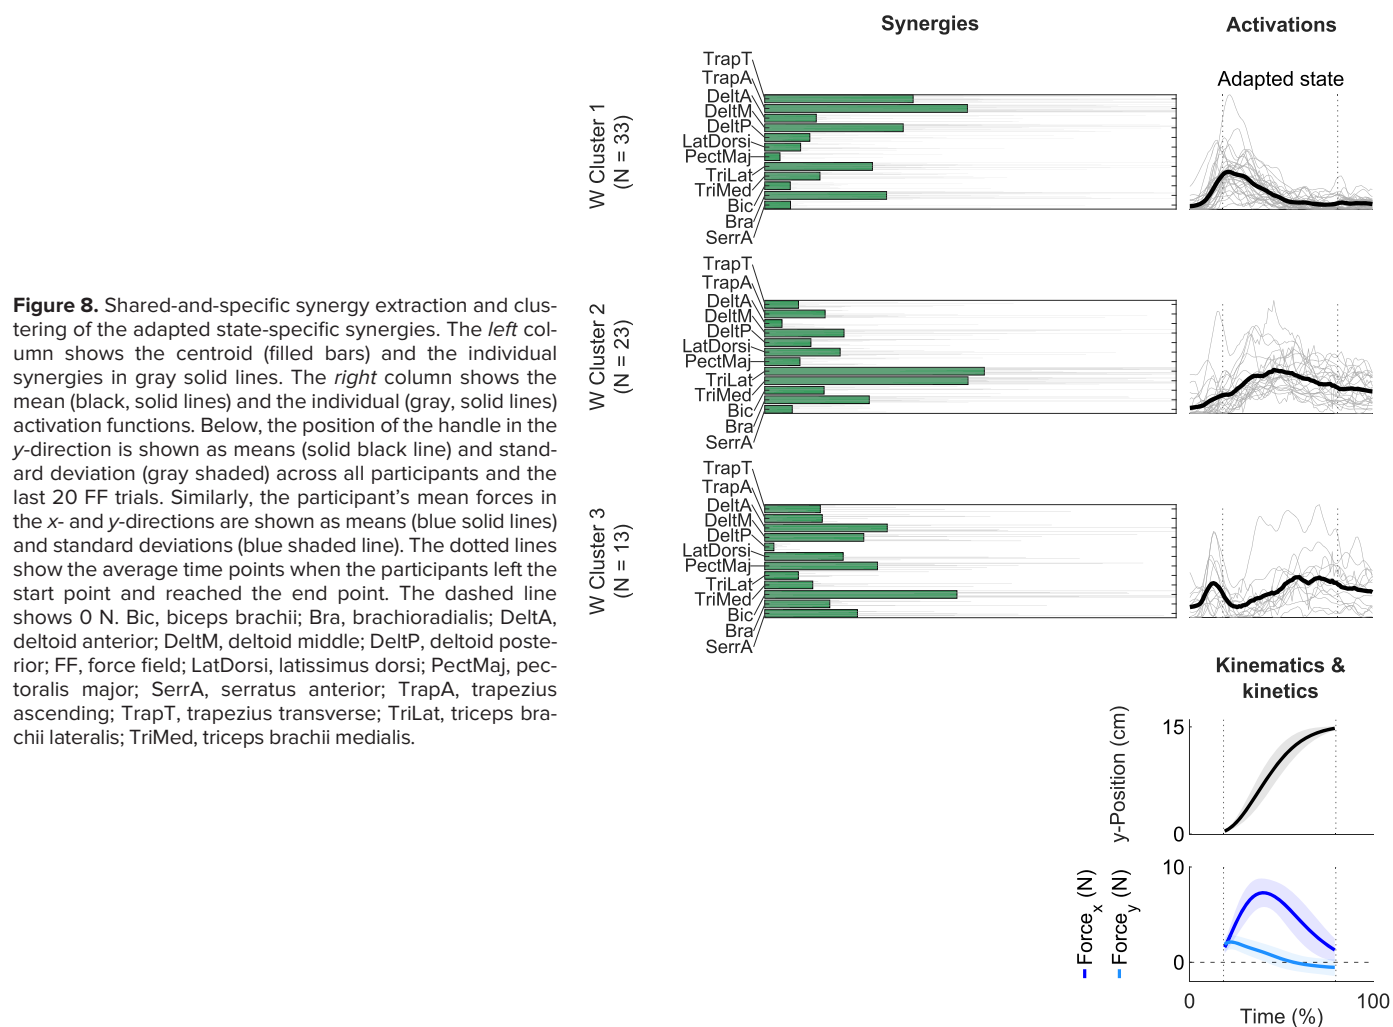 Figure 8. Shared-and-specific synergy extraction and clus-
tering of the adapted state-specific synergies. The left col-
umn shows the centroid (filled bars) and the individual
synergies in gray solid lines. The right column shows the
mean (black, solid lines) and the individual (gray, solid lines)
activation functions. Below, the position of the handle in the
y-direction is shown as means (solid black line) and stand-
ard deviation (gray shaded) across all participants and the
last 20 FF trials. Similarly, the participant's mean forces in
the x- and y-directions are shown as means (blue solid lines)
and standard deviations (blue shaded line). The dotted lines
show the average time points when the participants left the
start point and reached the end point. The dashed line
shows 0 N. Bic, biceps brachii; Bra, brachioradialis; DeltA,
deltoid anterior; DeltM, deltoid middle; DeltP, deltoid poste-
rior; FF, force field; LatDorsi, latissimus dorsi; PectMaj, pec-
toralis major; SerrA, serratus anterior; TrapA, trapezius
ascending; TrapT, trapezius transverse; TriLat, triceps bra-
chii lateralis; TriMed, triceps brachii medialis.
Synergies
Activations
Adapted state
W Cluster 1
(N = 33)
TrapT
TrapA
DeltA
DeltM
DeltP
LatDorsi
PectMaj
TriLat
TriMed
Bic
Bra
SerrA
W Cluster 2
(N = 23)
TrapT
TrapA
DeltA
DeltM
DeltP
LatDorsi
PectMaj
TriLat
TriMed
Bic
Bra
SerrA
W Cluster 3
(N = 13)
TrapT
TrapA
DeltA
DeltM
DeltP
LatDorsi
PectMaj
TriLat
TriMed
Bic
Bra
SerrA
Kinematics &
kinetics
y-Position (cm)
15
0
Force x (N)
Force y (N)
10
0
0
100
Time (%)